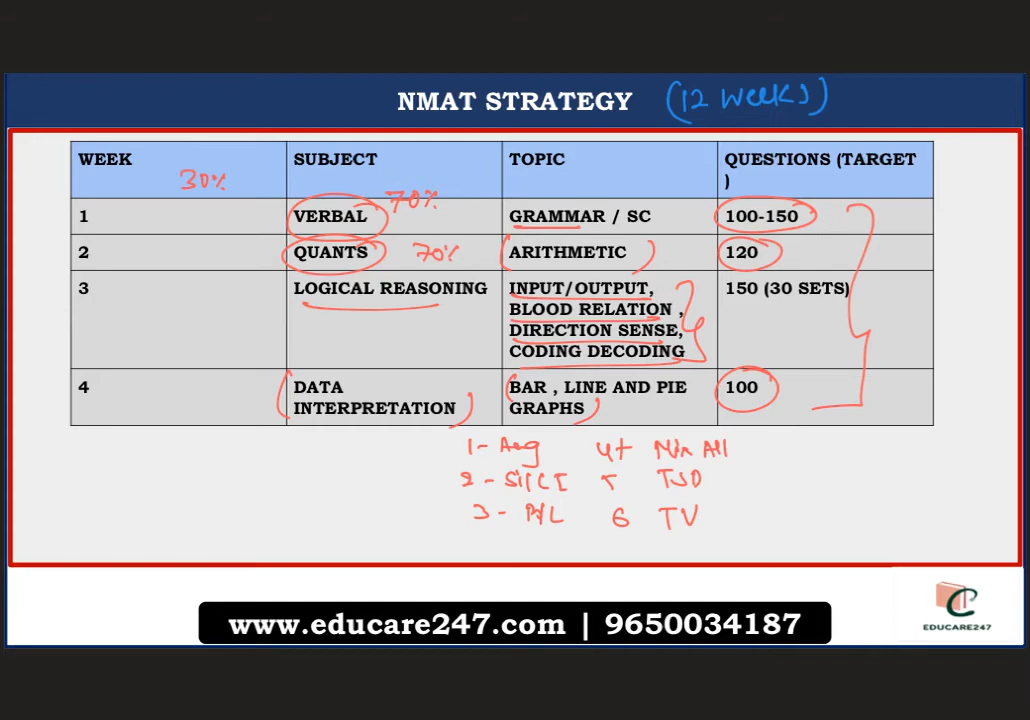 NMAT STRATEGY (12 weeks)
WEEK SUBJECT TOPIC QUESTIONS (TARGET
)
30%
70%
1 VERBAL GRAMMAR / SC 100-150
2 QUANTS 70% ARITHMETIC 120
3 LOGICAL REASONING INPUT/OUTPUT, 150 (30 SETS)
BLOOD RELATION ,
DIRECTION SENSE,
CODING DECODING
4 DATA BAR , LINE AND PIE 100
INTERPRETATION GRAPHS
1- Avg 4 All
2 - SI/CI 5 TSD
3 - P/L 6
www.educare247.com | 9650034187
EDUCARE247